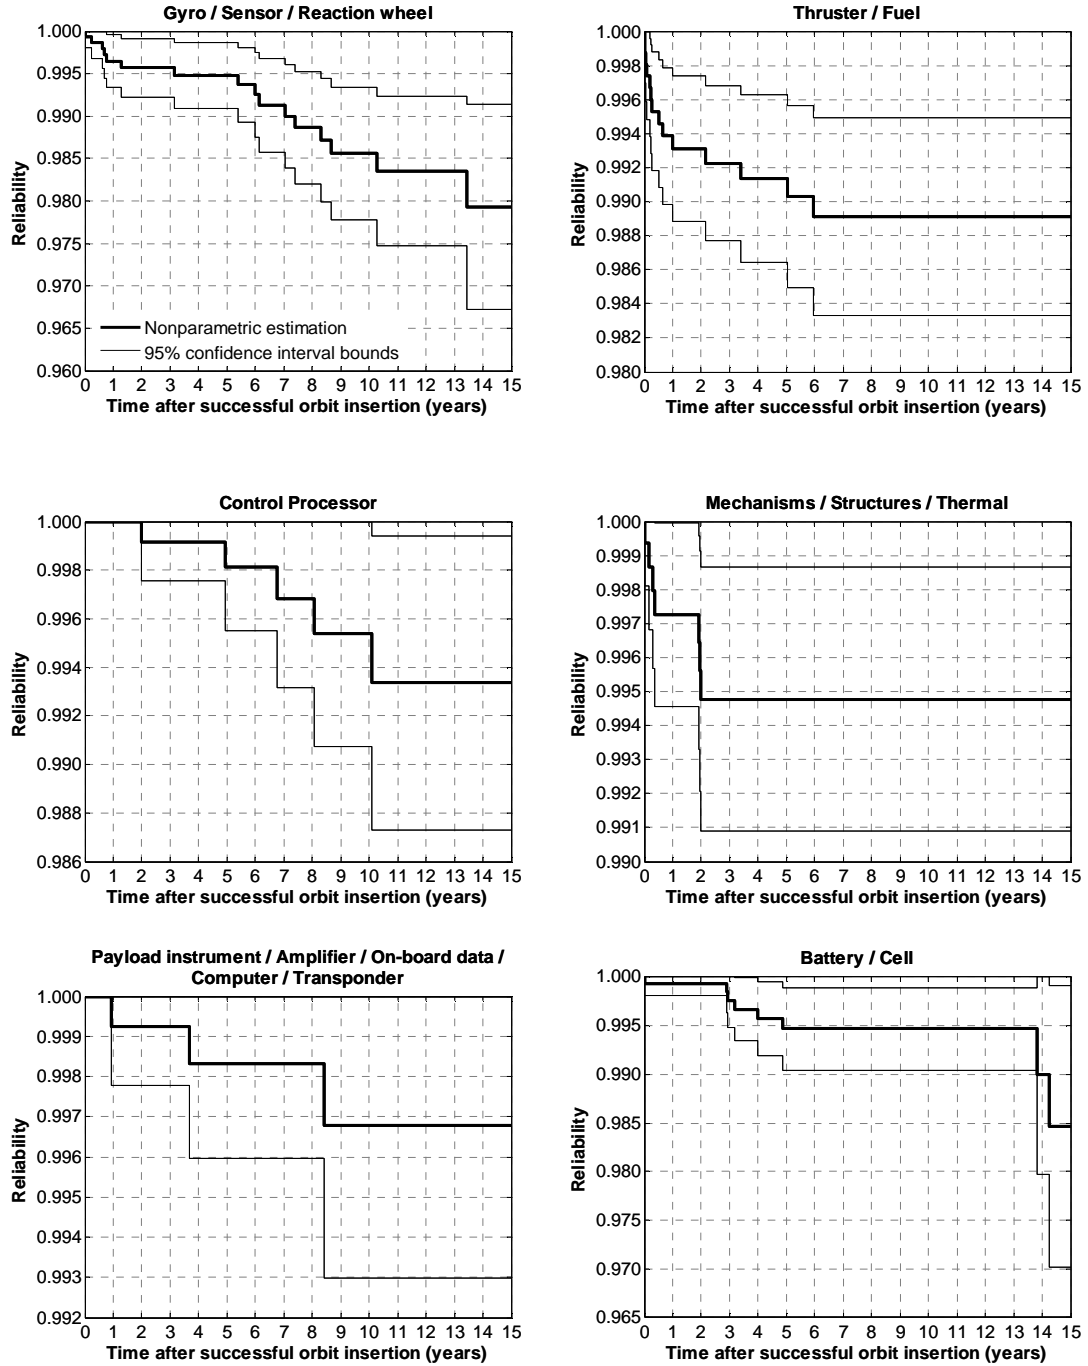 Gyro / Sensor / Reaction wheel
1.000
0.995
0.990
0.985
0.980
0.975
0.970
0.965
0.960
Reliability
Nonparametric estimation
95% confidence interval bounds
0 1 2 3 4 5 6 7 8 9 10 11 12 13 14 15
Time after successful orbit insertion (years)
Thruster / Fuel
1.000
0.998
0.996
0.994
0.992
0.990
0.988
0.986
0.984
0.982
0.980
Reliability
0 1 2 3 4 5 6 7 8 9 10 11 12 13 14 15
Time after successful orbit insertion (years)
Control Processor
1.000
0.998
0.996
0.994
0.992
0.990
0.988
0.986
Reliability
0 1 2 3 4 5 6 7 8 9 10 11 12 13 14 15
Time after successful orbit insertion (years)
Mechanisms / Structures / Thermal
1.000
0.999
0.998
0.997
0.996
0.995
0.994
0.993
0.992
0.991
0.990
Reliability
0 1 2 3 4 5 6 7 8 9 10 11 12 13 14 15
Time after successful orbit insertion (years)
Payload instrument / Amplifier / On-board data /
Computer / Transponder
1.000
0.999
0.998
0.997
0.996
0.995
0.994
0.993
0.992
Reliability
0 1 2 3 4 5 6 7 8 9 10 11 12 13 14 15
Time after successful orbit insertion (years)
Battery / Cell
1.000
0.995
0.990
0.985
0.980
0.975
0.970
0.965
Reliability
0 1 2 3 4 5 6 7 8 9 10 11 12 13 14 15
Time after successful orbit insertion (years)